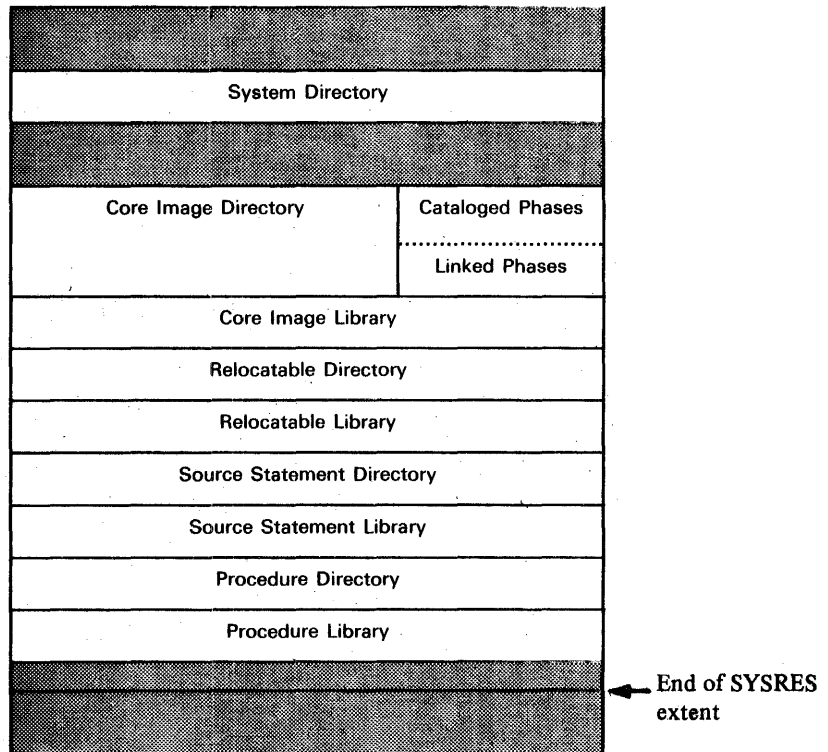 System Directory
Core Image Directory
Cataloged Phases
Linked Phases
Core Image Library
Relocatable Directory
Relocatable Library
Source Statement Directory
Source Statement Library
Procedure Directory
Procedure Library
End of SYSRES
extent